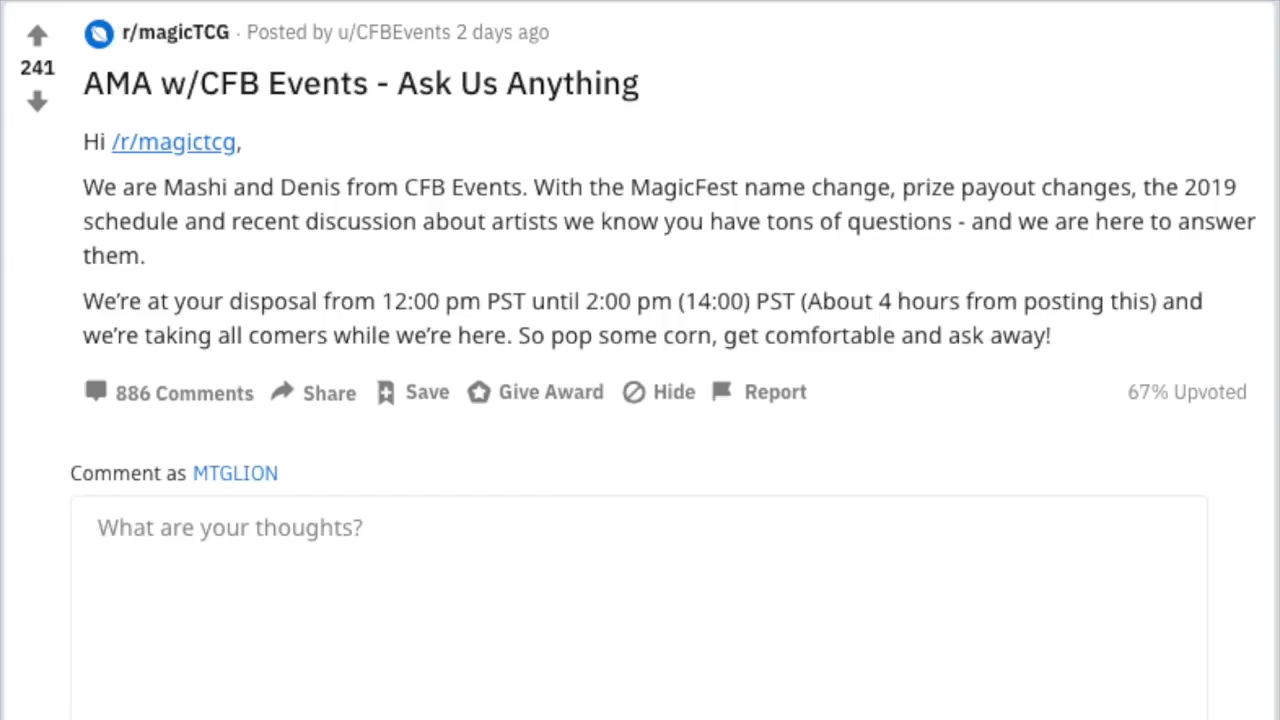 r/magicTCG · Posted by u/CFBEvents 2 days ago
241
AMA w/CFB Events - Ask Us Anything
Hi /r/magictcg,
We are Mashi and Denis from CFB Events. With the MagicFest name change, prize payout changes, the 2019
schedule and recent discussion about artists we know you have tons of questions - and we are here to answer
them.
We’re at your disposal from 12:00 pm PST until 2:00 pm (14:00) PST (About 4 hours from posting this) and
we’re taking all comers while we’re here. So pop some corn, get comfortable and ask away!
886 Comments Share Save Give Award Hide Report 67% Upvoted
Comment as MTGLION
What are your thoughts?